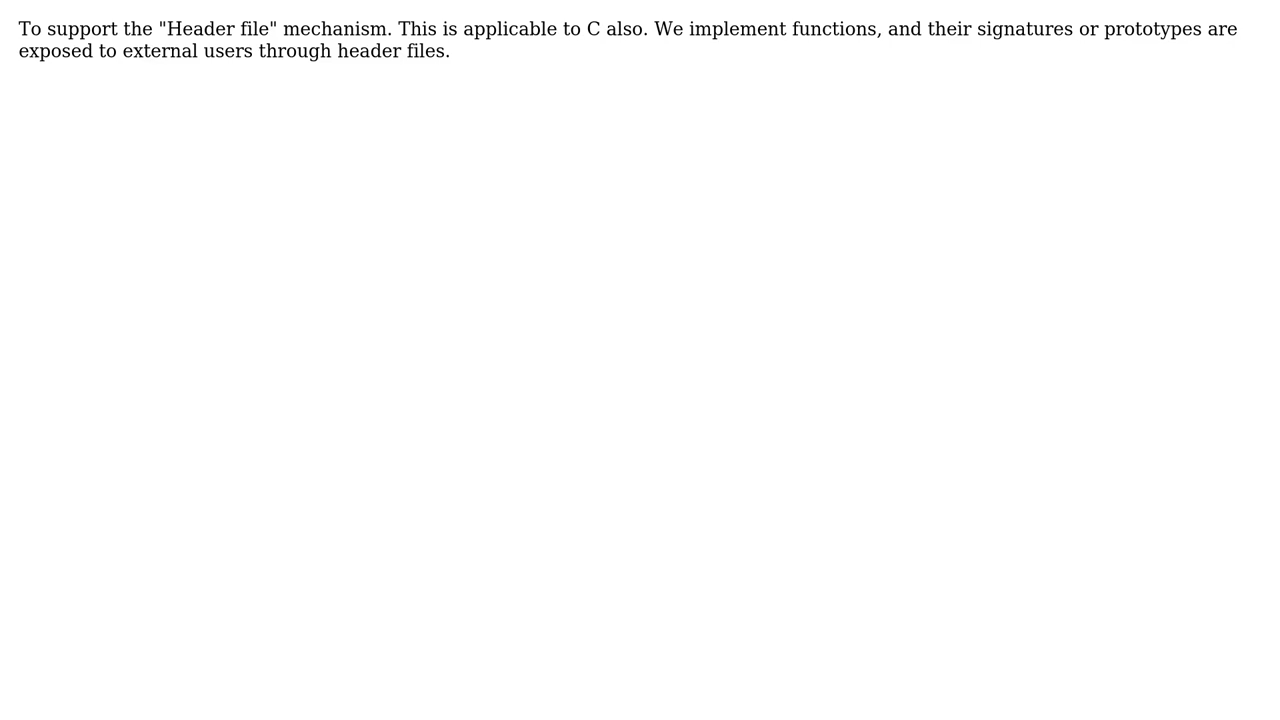 To support the "Header file" mechanism. This is applicable to C also. We implement functions, and their signatures or prototypes are
exposed to external users through header files.